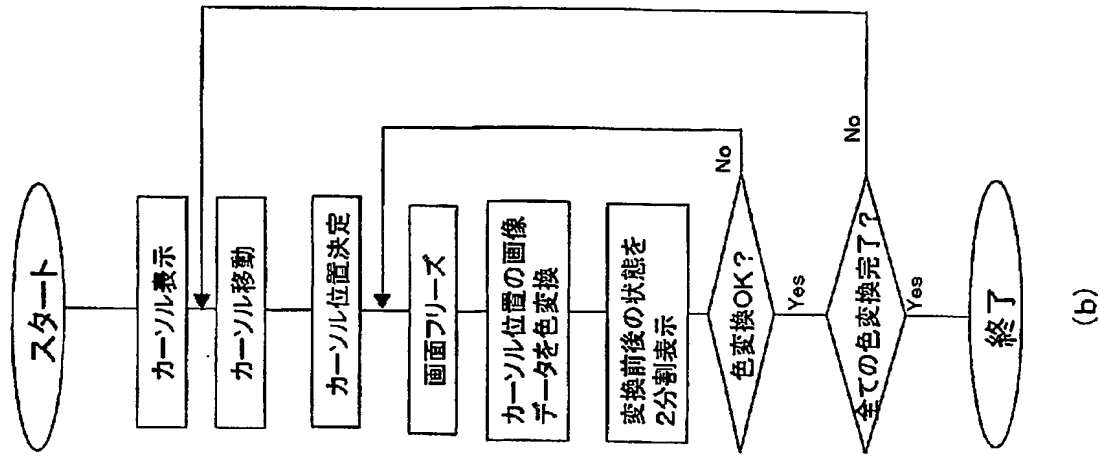 スタート
カーソル表示
カーソル移動
カーソル位置決定
画面フリーズ
カーソル位置の画像
データを色変換
変換前後の状態を
2分割表示
色変換OK?
No
Yes
全ての色変換完了?
No
Yes
終了
(b)